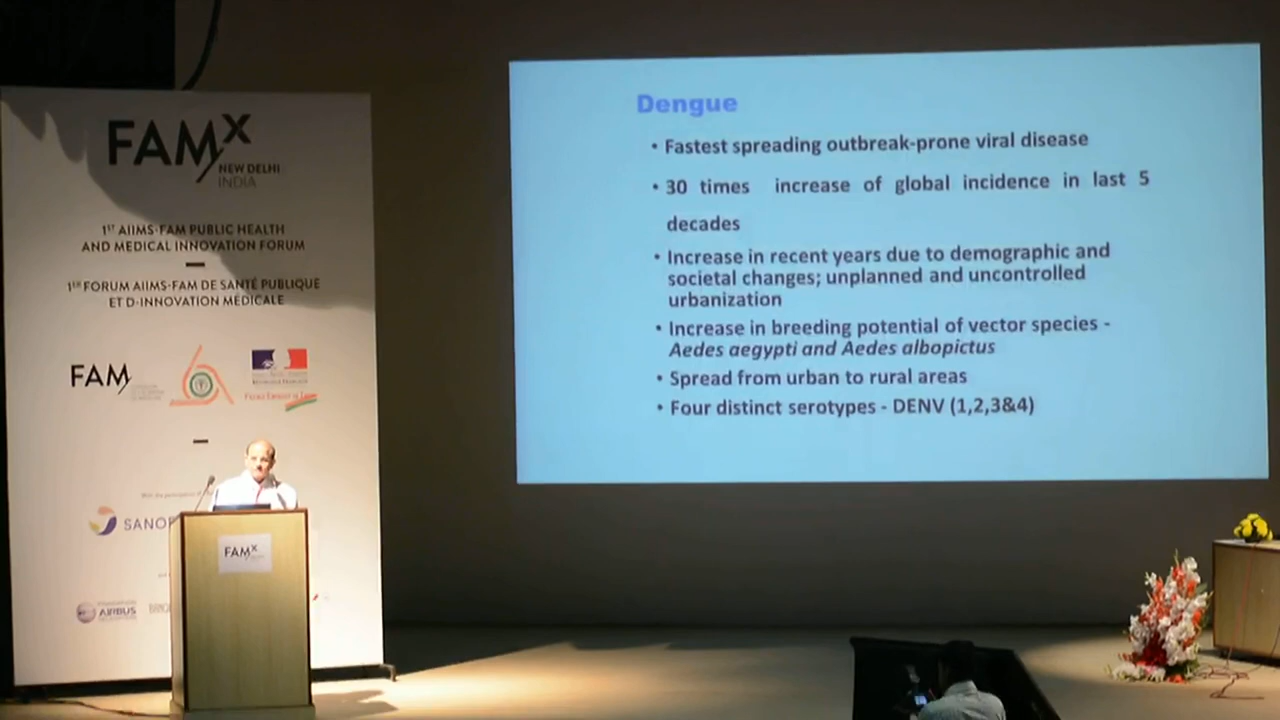 FAMx
NEW DELHI
INDIA
1ST AIIMS-FAM PUBLIC HEALTH
AND MEDICAL INNOVATION FORUM
1ER FORUM AIIMS-FAM DE SANTÉ PUBLIQUE
ET D-INNOVATION MÉDICALE
FAM
SANOF
AIRBUS
FAMx
Dengue
• Fastest spreading outbreak-prone viral disease
• 30 times increase of global incidence in last 5
decades
• Increase in recent years due to demographic and
societal changes; unplanned and uncontrolled
urbanization
• Increase in breeding potential of vector species -
Aedes aegypti and Aedes albopictus
• Spread from urban to rural areas
• Four distinct serotypes - DENV (1,2,3&4)